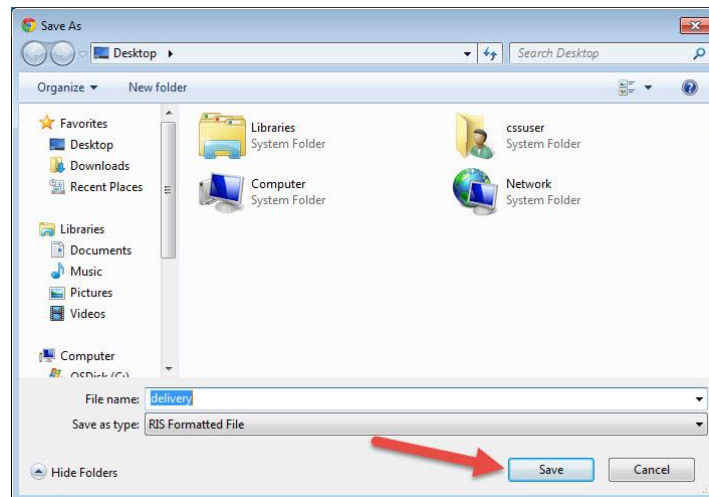 Save As
Desktop
Search Desktop
Organize
New folder
Favorites
Desktop
Downloads
Recent Places
Libraries
Documents
Music
Pictures
Videos
Computer
OSDisk (C:)
Libraries
System Folder
cssuser
System Folder
Computer
System Folder
Network
System Folder
File name: delivery
Save as type: RIS Formatted File
Hide Folders
Save
Cancel